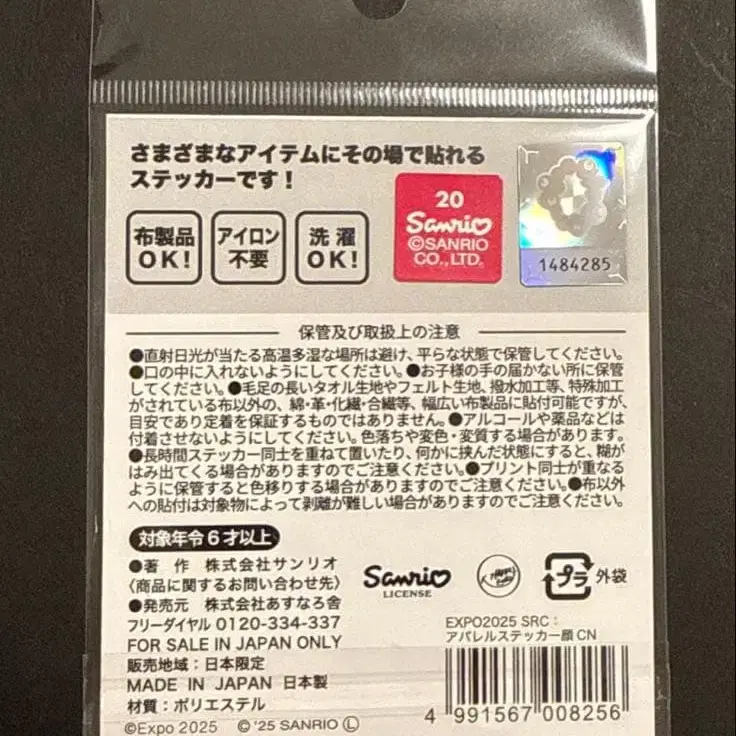 さまざまなアイテムにその場で貼れる
ステッカーです！
布製品
OK!
アイロン
不要
洗濯
OK!
20
Sanrio
©SANRIO
CO.,LTD.
1484285
保管及び取扱上の注意
●直射日光が当たる高温多湿な場所は避け、平らな状態で保管してください。
●口の中に入れないようにしてください。●お子様の手の届かない所に保管
してください。●毛足の長いタオル生地やフェルト生地、撥水加工等、特殊加工
がされている布以外の、綿・革・化繊・合繊等、幅広い布製品に貼付可能ですが、
目安であり定着を保証するものではありません。●アルコールや薬品などは
付着させないようにしてください。色落ちや変色・変質する場合があります。
●長時間ステッカー同士を重ねて置いたり、何かに挟んだ状態にすると、糊が
はみ出てくる場合がありますのでご注意ください。●プリント同士が重なる
ように保管すると色移りする場合がありますのでご注意ください。●布以外
への貼付は対象物によって剥離が難しい場合がありますのでご注意ください。
対象年令6才以上
●著 作 株式会社サンリオ
〈商品に関するお問い合わせ先〉
●発売元 株式会社あすなろ舎
フリーダイヤル 0120-334-337
FOR SALE IN JAPAN ONLY
販売地域：日本限定
MADE IN JAPAN 日本製
材質：ポリエステル
©Expo 2025 © '25 SANRIO Ⓛ
Sanrio
LICENSE
プラ 外袋
EXPO2025 SRC：
アパレルステッカー顔 CN
4 991567 008256